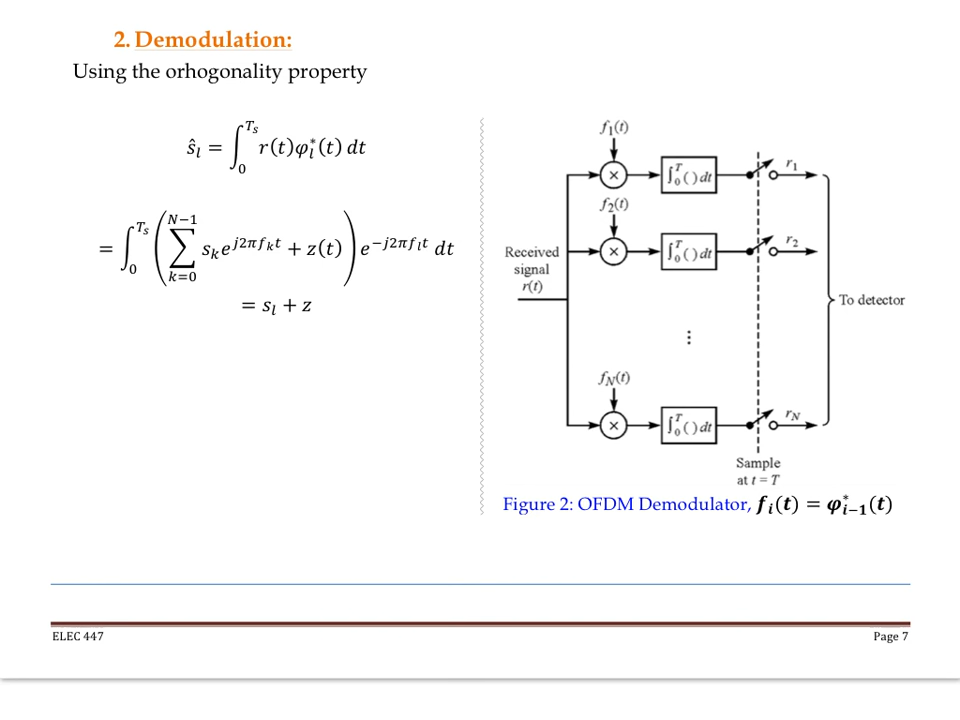 2. Demodulation:
Using the orhogonality property
ŝ_l = ∫_0^{T_s} r(t)φ_l^*(t) dt
= ∫_0^{T_s} (∑_{k=0}^{N−1} s_k e^{j2πf_k t} + z(t)) e^{−j2πf_l t} dt
= s_l + z
f_1(t)
× ∫_0^T ( ) dt r_1
f_2(t)
× ∫_0^T ( ) dt r_2
Received
signal
r(t)
To detector
⋮
f_N(t)
× ∫_0^T ( ) dt r_N
Sample
at t = T
Figure 2: OFDM Demodulator, f_i(t) = φ_{i−1}^*(t)
ELEC 447 Page 7